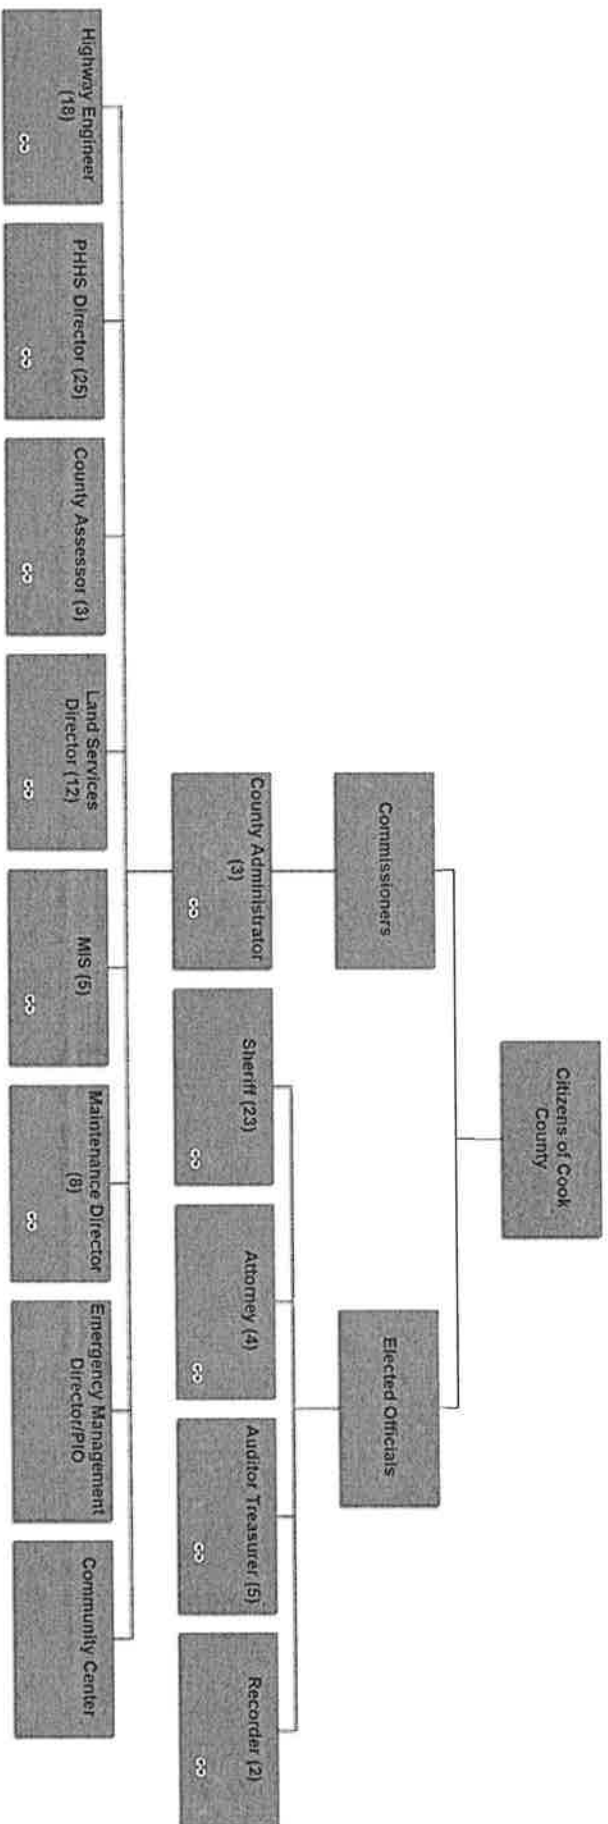 Citizens of Cook
County
Commissioners
Elected Officials
County Administrator
(3)
Sheriff (23)
Attorney (4)
Auditor Treasurer (5)
Recorder (2)
Highway Engineer
(18)
PHHS Director (25)
County Assessor (3)
Land Services
Director (12)
MIS (5)
Maintenance Director
(8)
Emergency Management
Director/PIO
Community Center